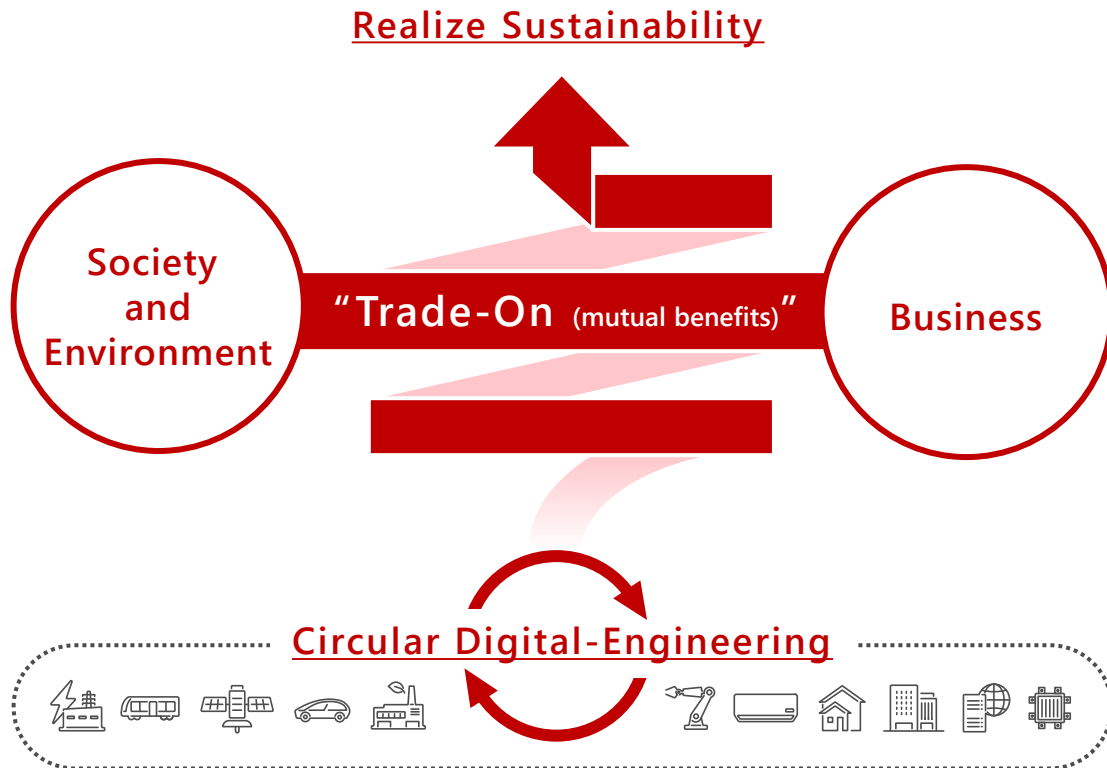 Realize Sustainability
Society
and
Environment
“Trade-On (mutual benefits)”
Business
Circular Digital-Engineering